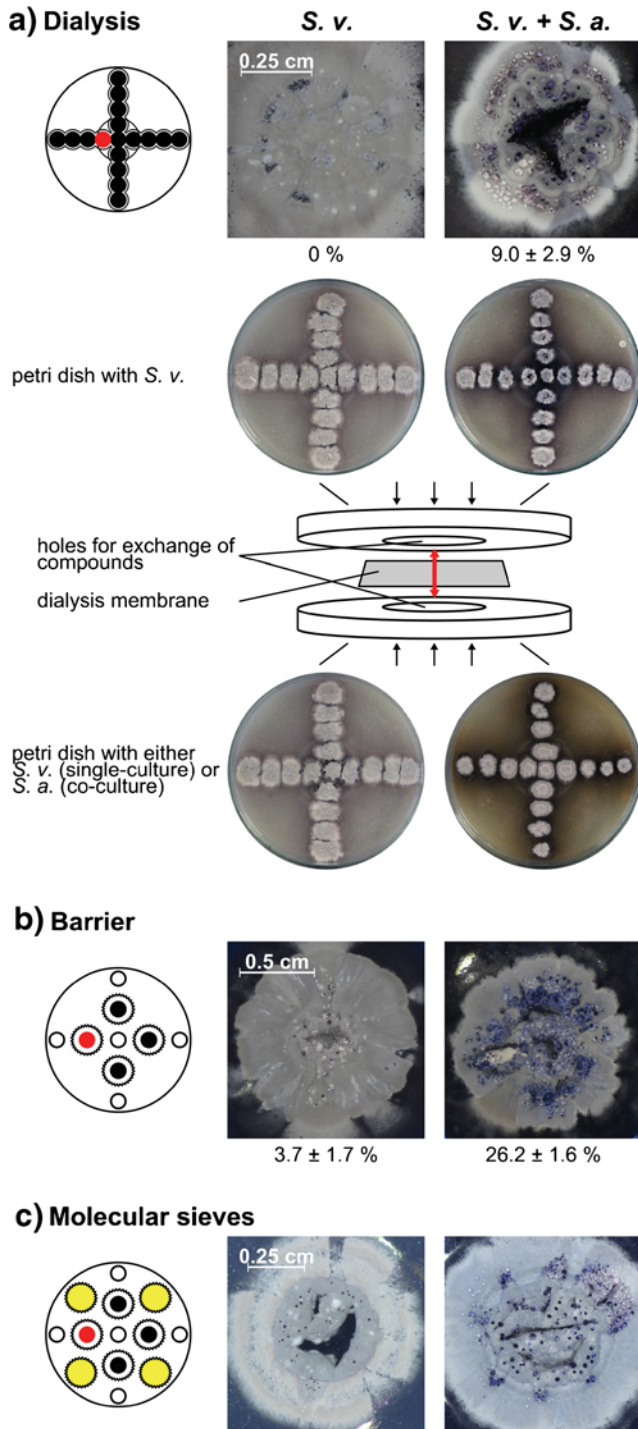 a) Dialysis
S. v.
S. v. + S. a.
0.25 cm
0 %
9.0 ± 2.9 %
petri dish with S. v.
holes for exchange of
compounds
dialysis membrane
petri dish with either
S. v. (single-culture) or
S. a. (co-culture)
b) Barrier
0.5 cm
3.7 ± 1.7 %
26.2 ± 1.6 %
c) Molecular sieves
0.25 cm